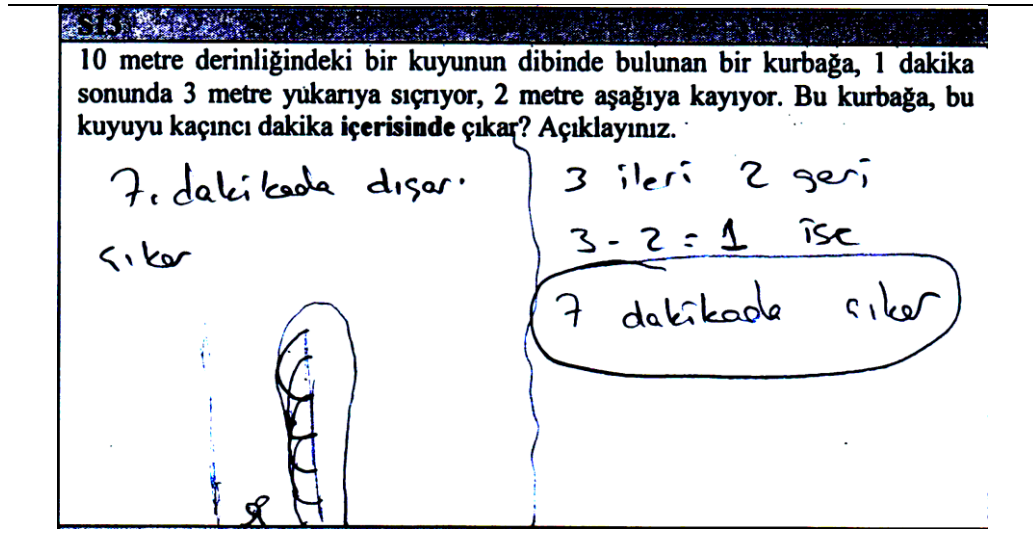 S13
10 metre derinliğindeki bir kuyunun dibinde bulunan bir kurbağa, 1 dakika
sonunda 3 metre yukarıya sıçrıyor, 2 metre aşağıya kayıyor. Bu kurbağa, bu
kuyuyu kaçıncı dakika içerisinde çıkar? Açıklayınız.
7. dakikada dışar.
çıkar
3 ileri 2 geri
3 - 2 = 1 ise
7 dakikada çıkar